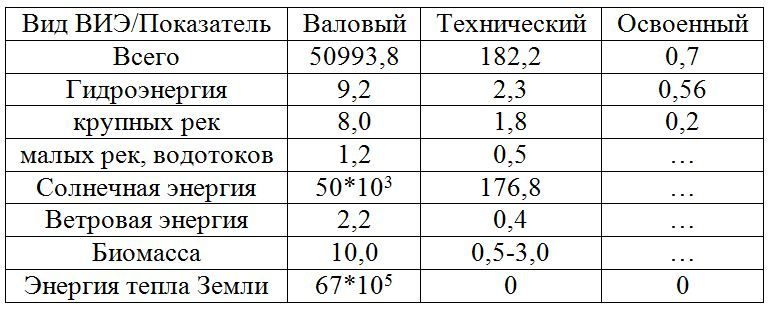 Вид ВИЭ/Показатель Валовый Технический Освоенный
Всего 50993,8 182,2 0,7
Гидроэнергия 9,2 2,3 0,56
крупных рек 8,0 1,8 0,2
малых рек, водотоков 1,2 0,5 …
Солнечная энергия 50*10³ 176,8 …
Ветровая энергия 2,2 0,4 …
Биомасса 10,0 0,5-3,0 …
Энергия тепла Земли 67*10⁵ 0 0